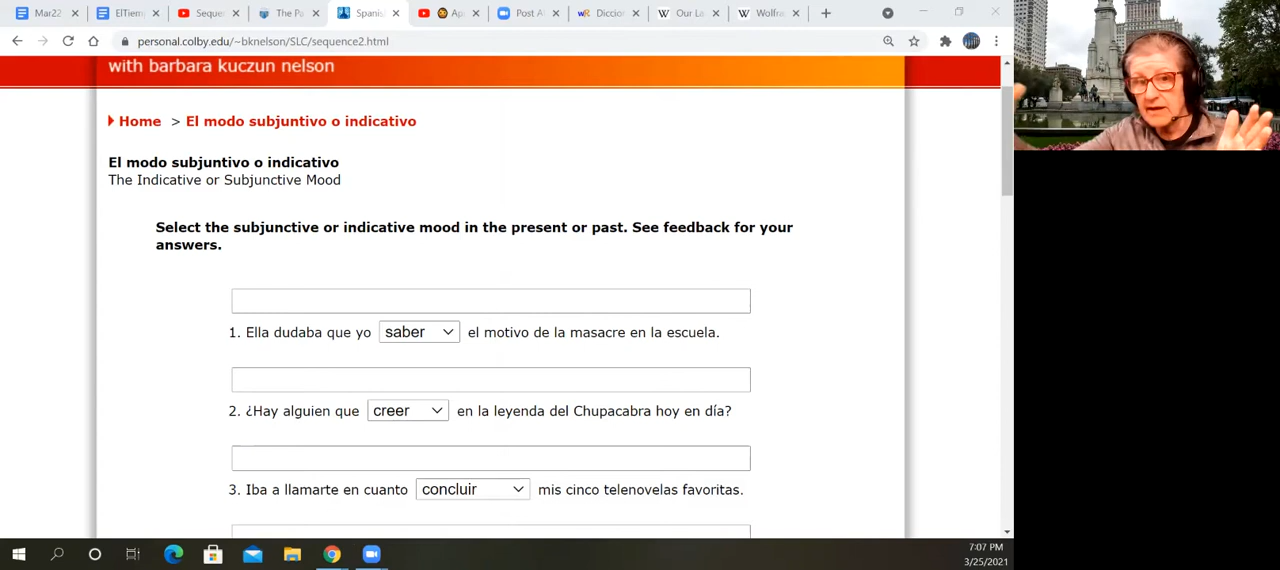 Mar22
ElTiem
Sequen
The Pa
Spanis
Ap
Post A
Diccio
Our La
Wolfra
personal.colby.edu/~bknelson/SLC/sequence2.html
with barbara kuczun nelson
Home > El modo subjuntivo o indicativo
El modo subjuntivo o indicativo
The Indicative or Subjunctive Mood
Select the subjunctive or indicative mood in the present or past. See feedback for your
answers.
1. Ella dudaba que yo saber el motivo de la masacre en la escuela.
2. ¿Hay alguien que creer en la leyenda del Chupacabra hoy en día?
3. Iba a llamarte en cuanto concluir mis cinco telenovelas favoritas.
7:07 PM
3/25/2021